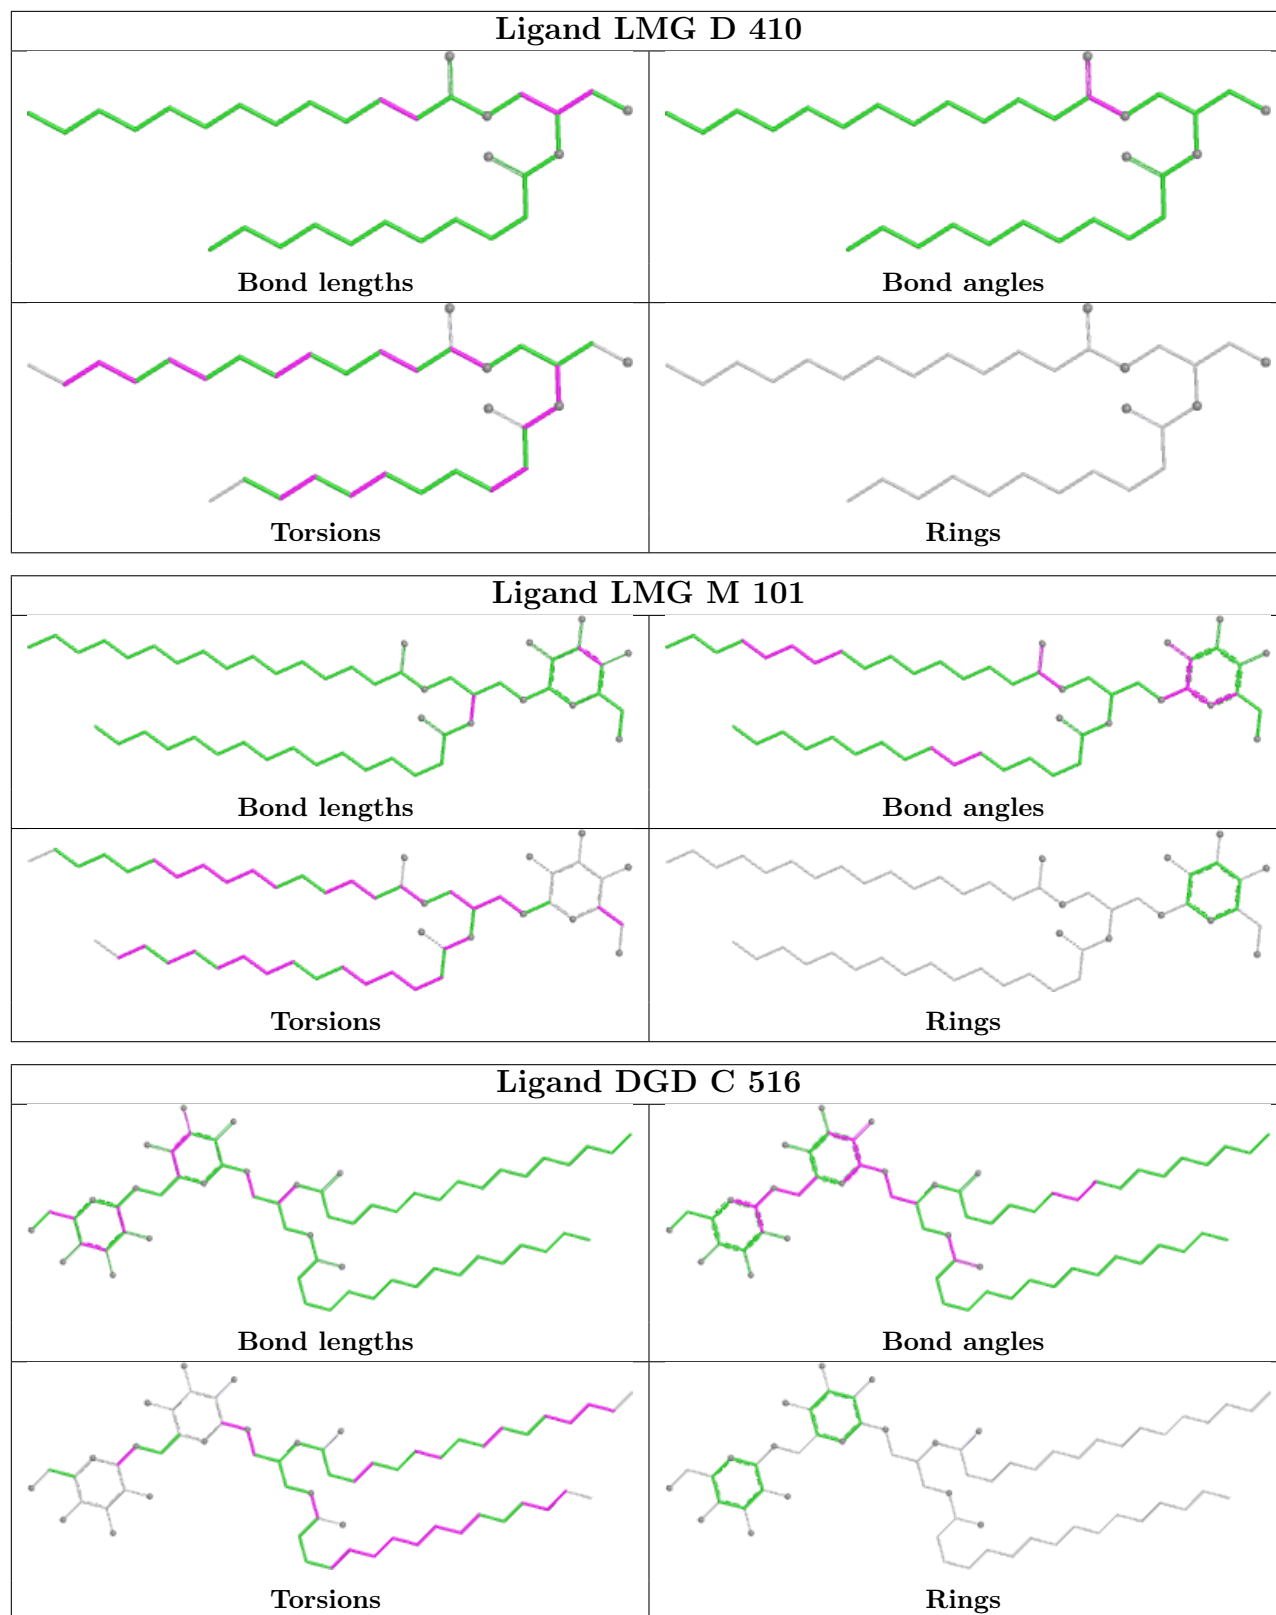 Ligand LMG D 410
Bond lengths
Bond angles
Torsions
Rings
Ligand LMG M 101
Bond lengths
Bond angles
Torsions
Rings
Ligand DGD C 516
Bond lengths
Bond angles
Torsions
Rings